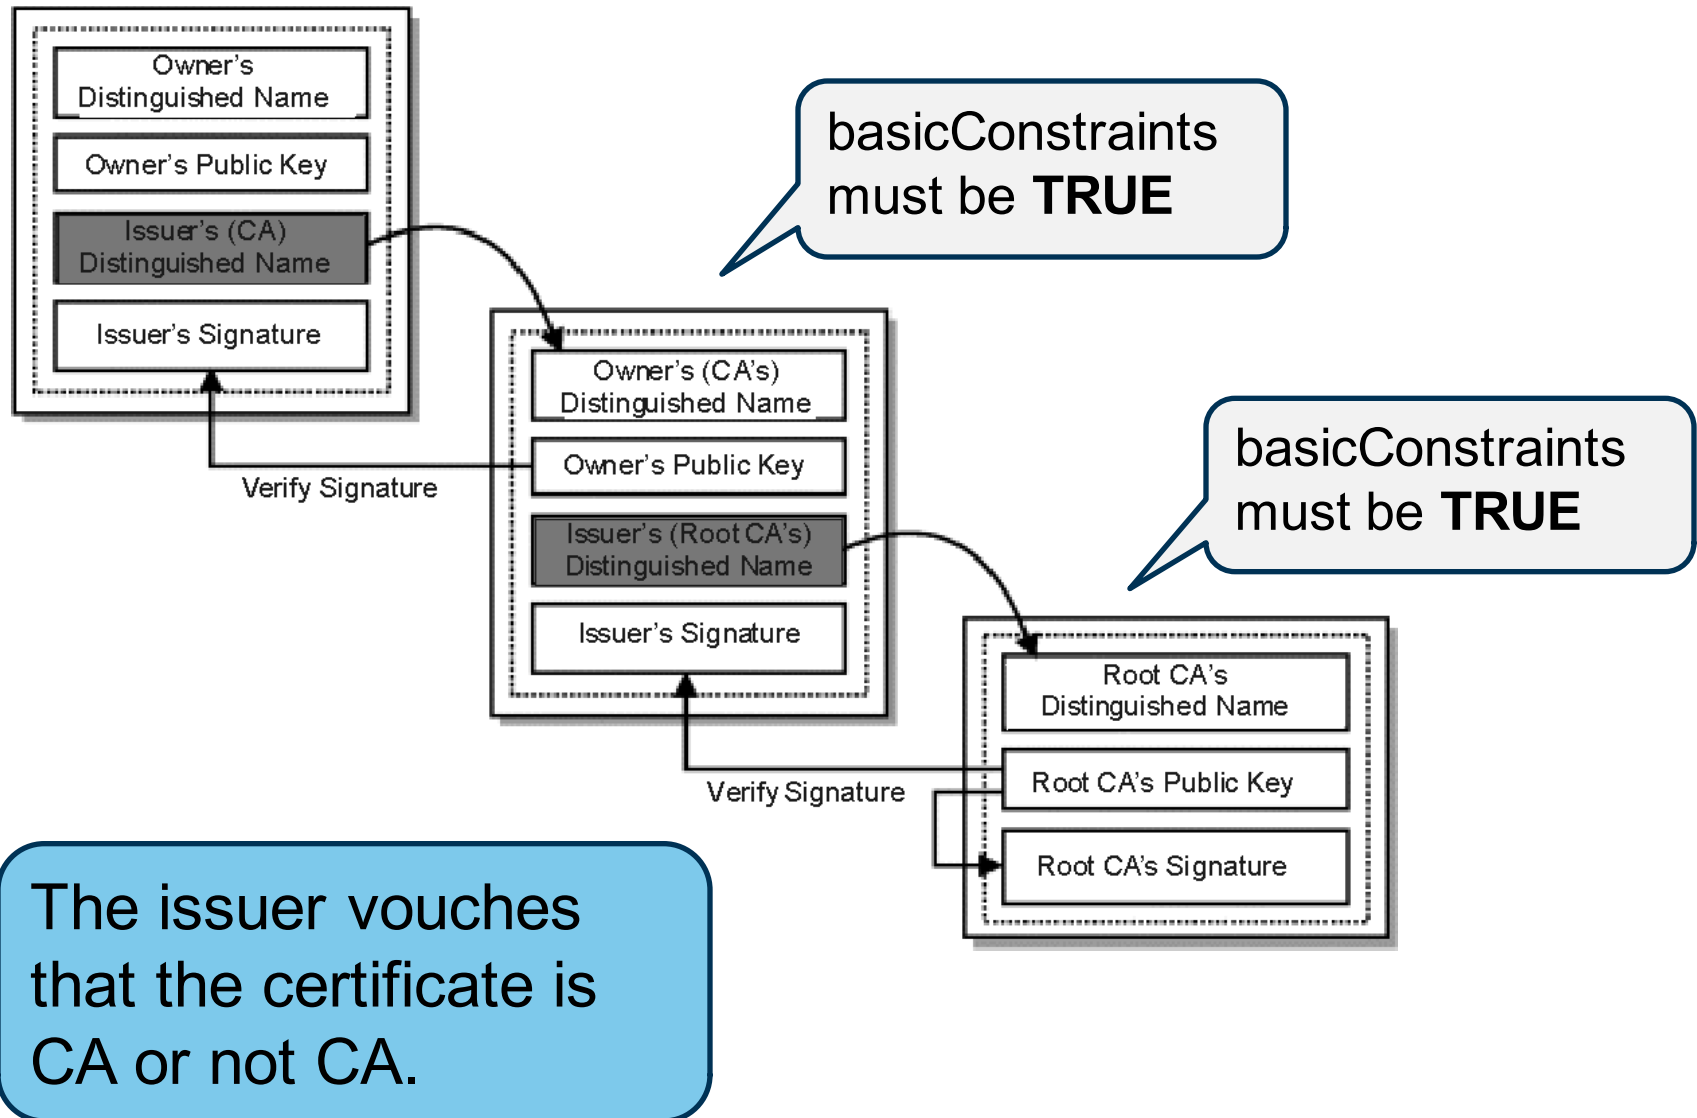 Owner's
Distinguished Name
Owner's Public Key
Issuer's (CA)
Distinguished Name
Issuer's Signature
basicConstraints
must be TRUE
Owner's (CA's)
Distinguished Name
Owner's Public Key
Verify Signature
Issuer's (Root CA's)
Distinguished Name
Issuer's Signature
basicConstraints
must be TRUE
Root CA's
Distinguished Name
Root CA's Public Key
Verify Signature
Root CA's Signature
The issuer vouches
that the certificate is
CA or not CA.